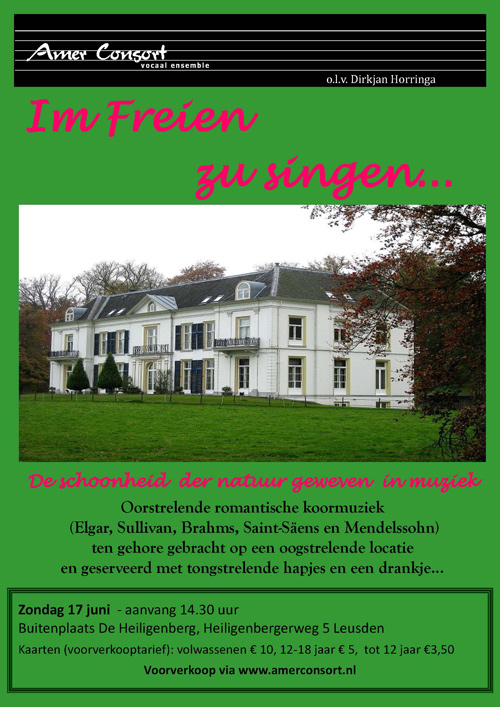 Amer Consort
vocaal ensemble
o.l.v. Dirkjan Horringa
Im Freien
zu singen...
De schoonheid der natuur geweven in muziek
Oorstrelende romantische koormuziek
(Elgar, Sullivan, Brahms, Saint-Säens en Mendelssohn)
ten gehore gebracht op een oogstrelende locatie
en geserveerd met tongstrelende hapjes en een drankje...
Zondag 17 juni - aanvang 14.30 uur
Buitenplaats De Heiligenberg, Heiligenbergerweg 5 Leusden
Kaarten (voorverkooptarief): volwassenen € 10, 12-18 jaar € 5, tot 12 jaar €3,50
Voorverkoop via www.amerconsort.nl